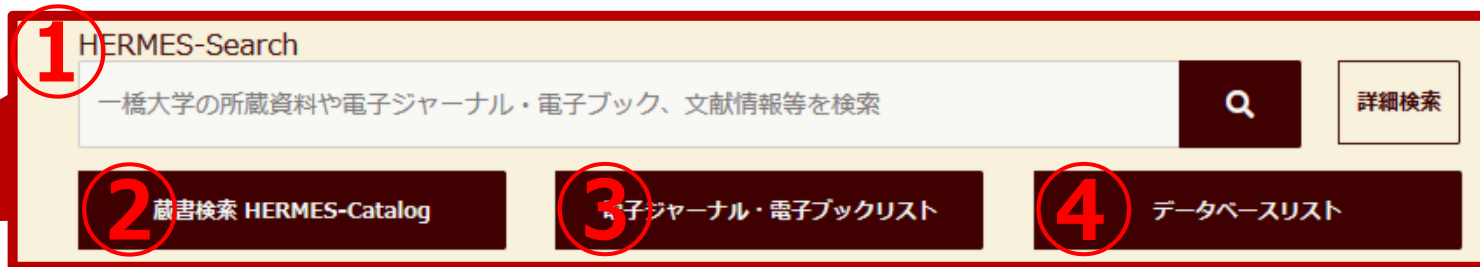 ①
HERMES-Search
一橋大学の所蔵資料や電子ジャーナル・電子ブック、文献情報等を検索
詳細検索
② 蔵書検索 HERMES-Catalog
③ 電子ジャーナル・電子ブックリスト
④ データベースリスト